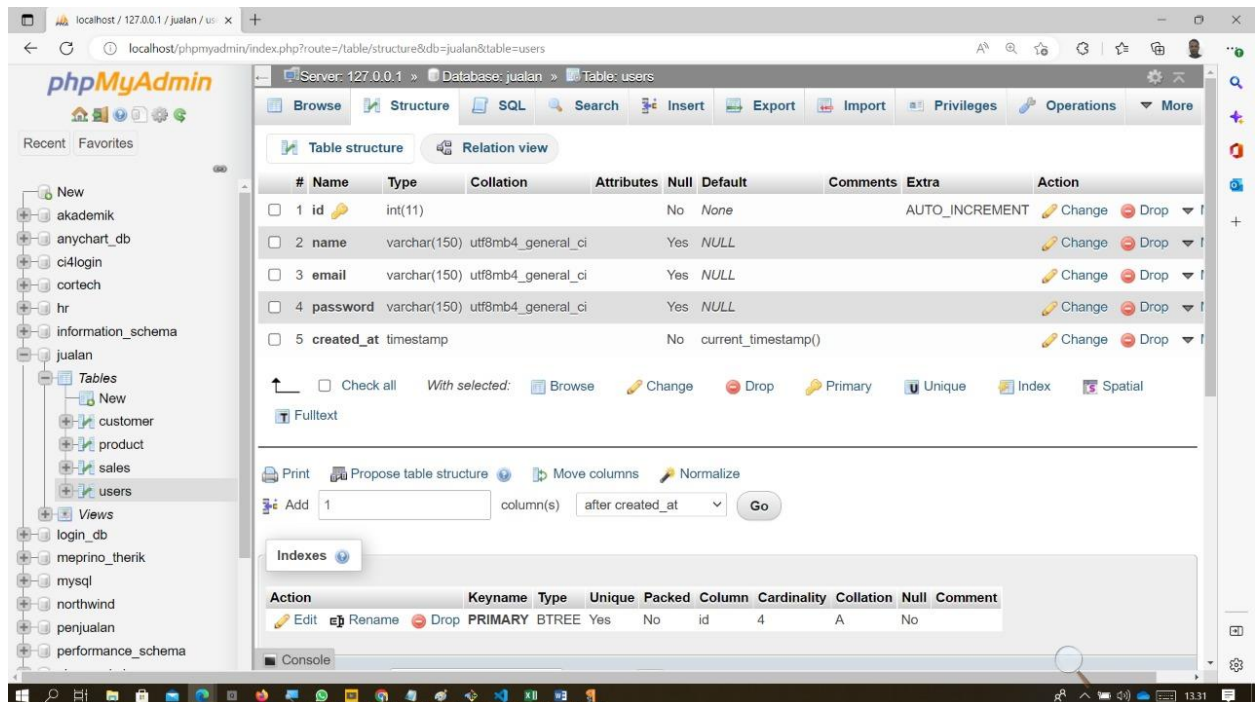 localhost / 127.0.0.1 / jualan / us
localhost/phpmyadmin/index.php?route=/table/structure&db=jualan&table=users
phpMyAdmin
Recent Favorites
New
akademik
anychart_db
ci4login
cortech
hr
information_schema
jualan
Tables
New
customer
product
sales
users
Views
login_db
meprino_therik
mysql
northwind
penjualan
performance_schema
Server: 127.0.0.1 » Database: jualan » Table: users
Browse Structure SQL Search Insert Export Import Privileges Operations More
Table structure Relation view
# Name Type Collation Attributes Null Default Comments Extra Action
1 id int(11) No None AUTO_INCREMENT Change Drop
2 name varchar(150) utf8mb4_general_ci Yes NULL Change Drop
3 email varchar(150) utf8mb4_general_ci Yes NULL Change Drop
4 password varchar(150) utf8mb4_general_ci Yes NULL Change Drop
5 created_at timestamp No current_timestamp() Change Drop
Check all With selected: Browse Change Drop Primary Unique Index Spatial
Fulltext
Print Propose table structure Move columns Normalize
Add 1 column(s) after created_at Go
Indexes
Action Keyname Type Unique Packed Column Cardinality Collation Null Comment
Edit Rename Drop PRIMARY BTREE Yes No id 4 A No
Console
13.31